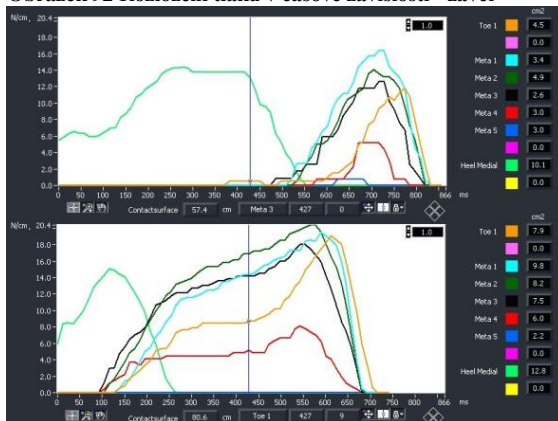 N/cm, 20.4
1.0
cm2
18.0
16.0
14.0
12.0
10.0
8.0
6.0
4.0
2.0
0.0
Toe 1 4.5
0.0
Meta 1 3.4
Meta 2 4.9
Meta 3 2.6
Meta 4 3.0
Meta 5 3.0
0.0
Heel Medial 10.1
0.0
0 50 100 150 200 250 300 350 400 450 500 550 600 650 700 750 800 866
ms
Contactsurface 57.4 cm Meta 3 427 0
N/cm, 20.4
1.0
cm2
18.0
16.0
14.0
12.0
10.0
8.0
6.0
4.0
2.0
0.0
Toe 1 7.9
0.0
Meta 1 9.8
Meta 2 8.2
Meta 3 7.5
Meta 4 6.0
Meta 5 2.2
0.0
Heel Medial 12.8
0.0
0 50 100 150 200 250 300 350 400 450 500 550 600 650 700 750 800 866
ms
Contactsurface 80.6 cm Toe 1 427 9